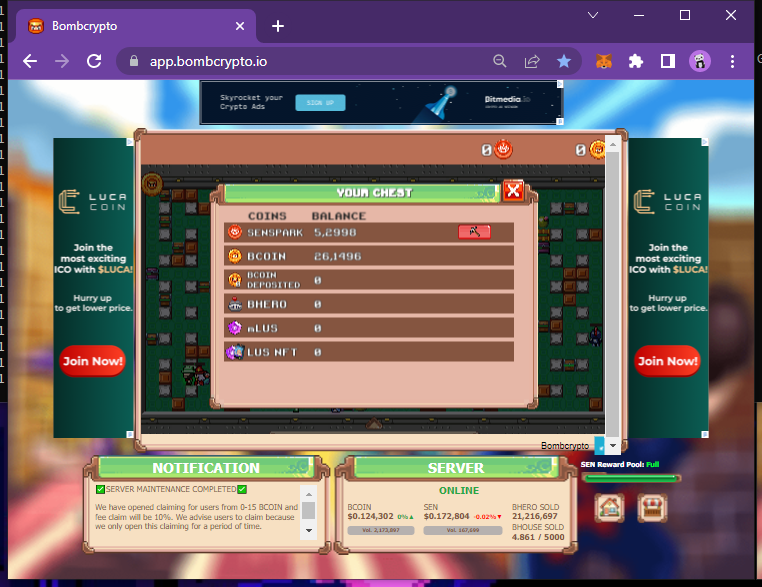 Bombcrypto
app.bombcrypto.io
Skyrocket your
Crypto Ads
SIGN UP
Bitmedia.io
0
0
YOUR CHEST
COINS BALANCE
SENSPARK 5,2998
BCOIN 26,1496
BCOIN
DEPOSITED 0
BHERO 0
nLUS 0
LUS NFT 0
LUCA
COIN
Join the
most exciting
ICO with $LUCA!
Hurry up
to get lower price.
Join Now!
LUCA
COIN
Join the
most exciting
ICO with $LUCA!
Hurry up
to get lower price.
Join Now!
Bombcrypto
NOTIFICATION
SERVER MAINTENANCE COMPLETED
We have opened claiming for users from 0-15 BCOIN and
fee claim will be 10%. We advise users to claim because
we only open this claiming for a period of time.
SERVER
ONLINE
BCOIN
$0.124,302 0%▲
Vol. 2,173,897
SEN
$0.172,804 -0.02%▼
Vol. 167,699
BHERO SOLD
21,216,697
BHOUSE SOLD
4.861 / 5000
SEN Reward Pool: Full